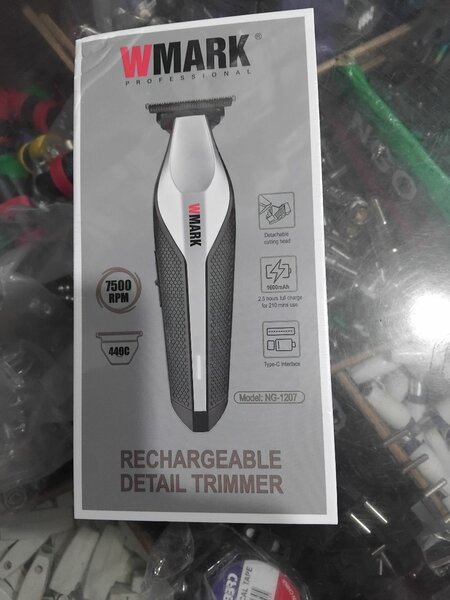 WMARK®
PROFESSIONAL
WMARK
7500
RPM
440C
Detachable
cutting head
1600mAh
2.5 hours full charge
for 210 mins use
Type-C Interface
Model: NG-1207
RECHARGEABLE
DETAIL TRIMMER
TAPE